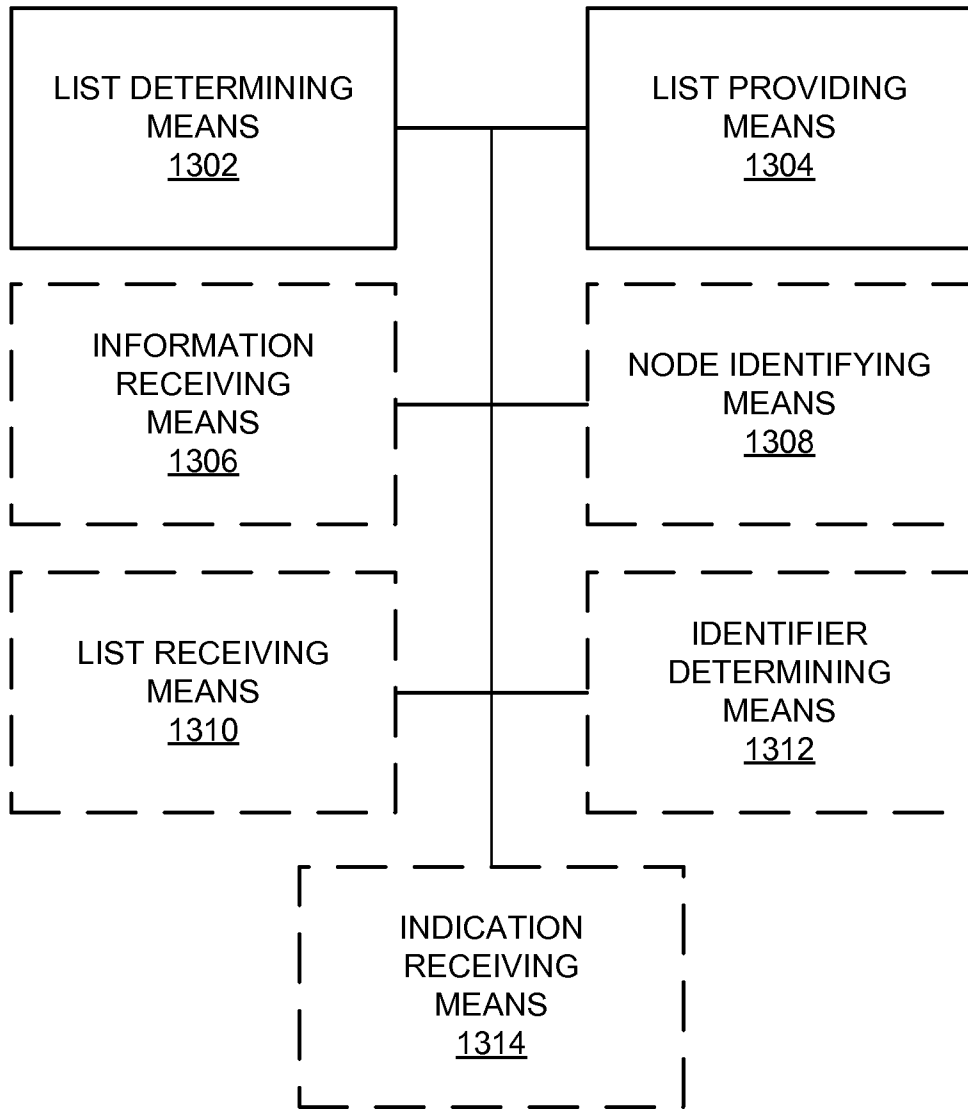 LIST DETERMINING
MEANS
1302
LIST PROVIDING
MEANS
1304
INFORMATION
RECEIVING
MEANS
1306
NODE IDENTIFYING
MEANS
1308
LIST RECEIVING
MEANS
1310
IDENTIFIER
DETERMINING
MEANS
1312
INDICATION
RECEIVING
MEANS
1314